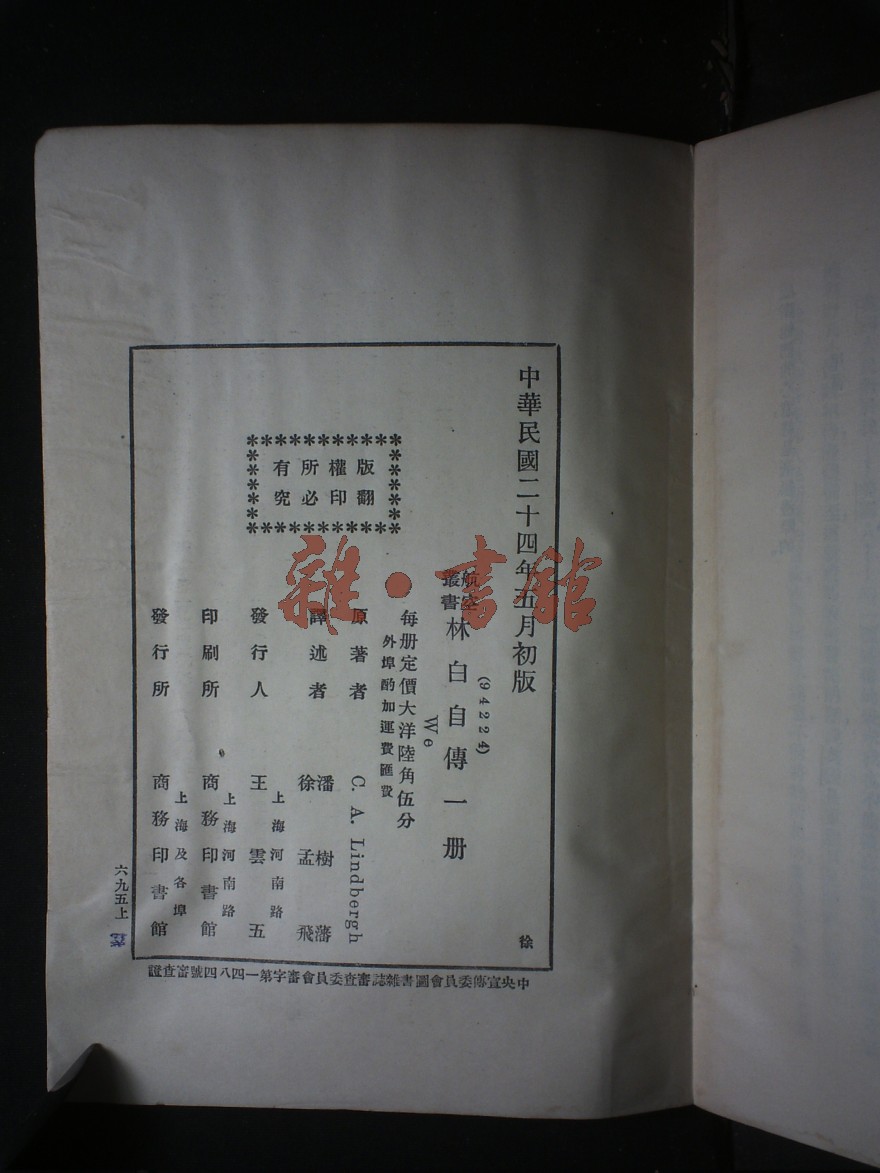 中華民國二十四年五月初版
(94224)
航空叢書
林白自傳一册
We
每册定價大洋陸角伍分
外埠酌加運費匯費
版權所有
翻印必究
原著者 C. A. Lindbergh
譯述者 潘樹藩
徐孟飛
發行人 王雲五
上海河南路
印刷所 商務印書館
上海河南路
發行所 商務印書館
上海及各埠
徐
六九五上
中央宣傳委員會圖書雜誌審查委員會審字第一四八四號審查證
雜·書館